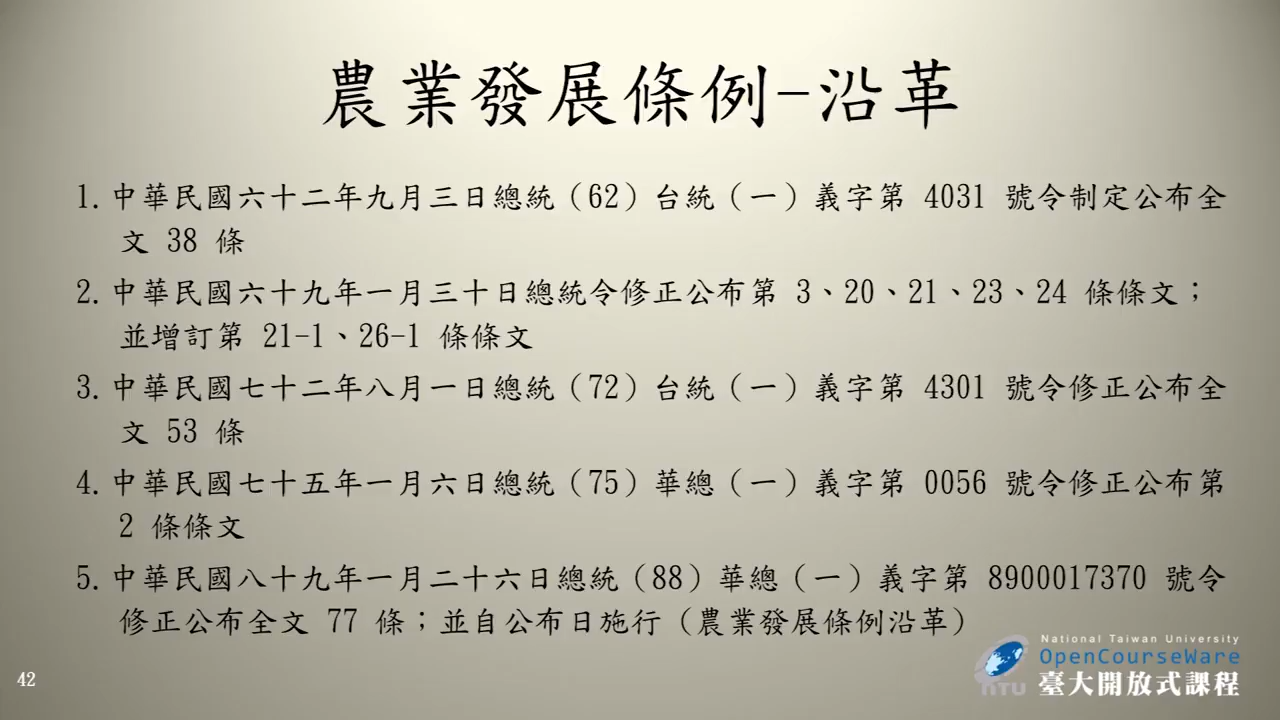 農業發展條例-沿革
1. 中華民國六十二年九月三日總統（62）台統（一）義字第 4031 號令制定公布全
文 38 條
2. 中華民國六十九年一月三十日總統令修正公布第 3、20、21、23、24 條條文；
並增訂第 21-1、26-1 條條文
3. 中華民國七十二年八月一日總統（72）台統（一）義字第 4301 號令修正公布全
文 53 條
4. 中華民國七十五年一月六日總統（75）華總（一）義字第 0056 號令修正公布第
2 條條文
5. 中華民國八十九年一月二十六日總統（88）華總（一）義字第 8900017370 號令
修正公布全文 77 條；並自公布日施行（農業發展條例沿革）
National Taiwan University
OpenCourseWare
NTU 臺大開放式課程
42